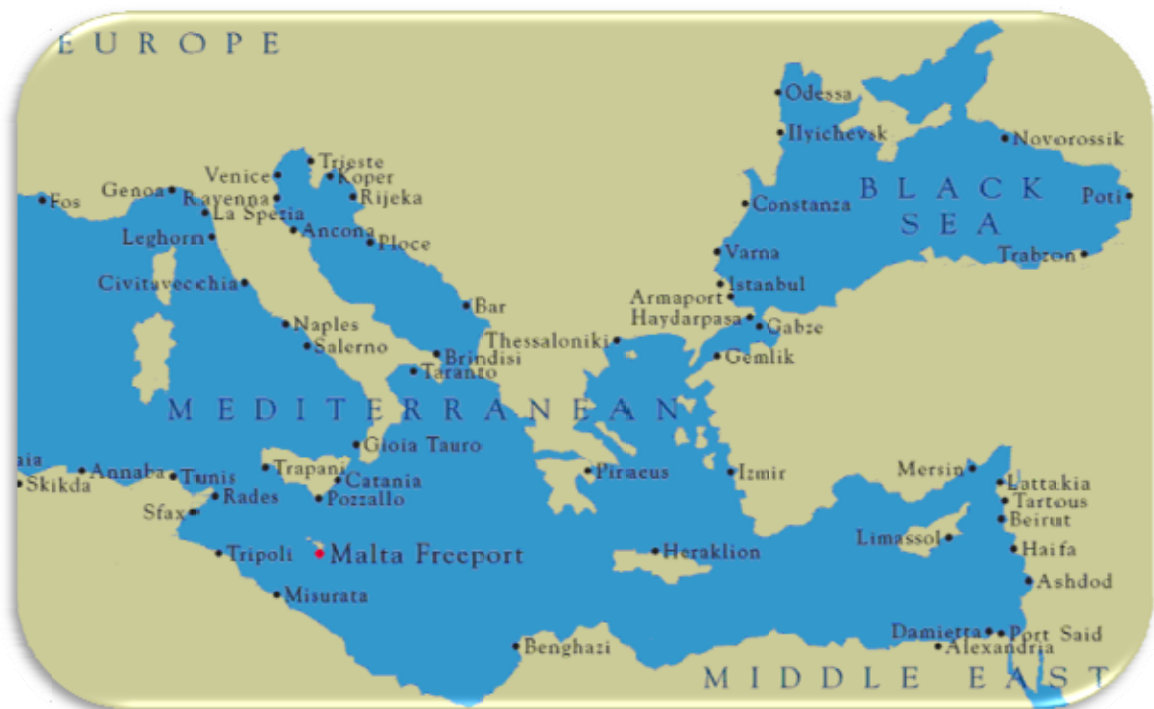 EUROPE
Odessa
Ilyichevsk
Novorossik
Trieste
Venice
Koper
Genoa
Ravenna
Rijeka
Fos
La Spezia
BLACK
SEA
Poti
Constanza
Leghorn
Ancona
Ploce
Varna
Trabzon
Civitavecchia
Istanbul
Armaport
Bar
Haydarpasa
Gabze
Naples
Salerno
Thessaloniki
Brindisi
Gemlik
Taranto
MEDITERRANEAN
Gioia Tauro
aia
Annaba
Tunis
Trapani
Catania
Piraeus
Izmir
Mersin
Skikda
Rades
Pozzallo
Lattakia
Tartous
Sfax
Beirut
Limassol
Tripoli
Malta Freeport
Heraklion
Haifa
Ashdod
Misurata
Damietta
Port Said
Benghazi
Alexandria
MIDDLE EAST